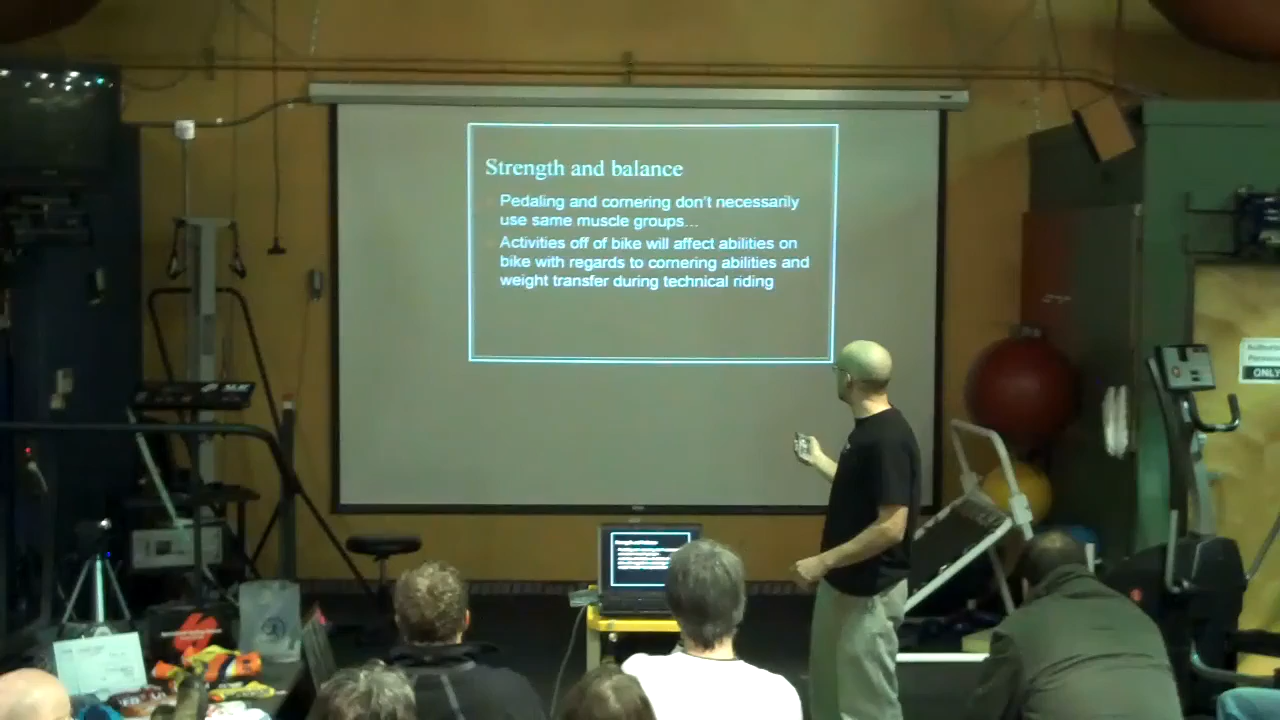 Strength and balance
Pedaling and cornering don't necessarily
use same muscle groups...
Activities off of bike will affect abilities on
bike with regards to cornering abilities and
weight transfer during technical riding
ONLY